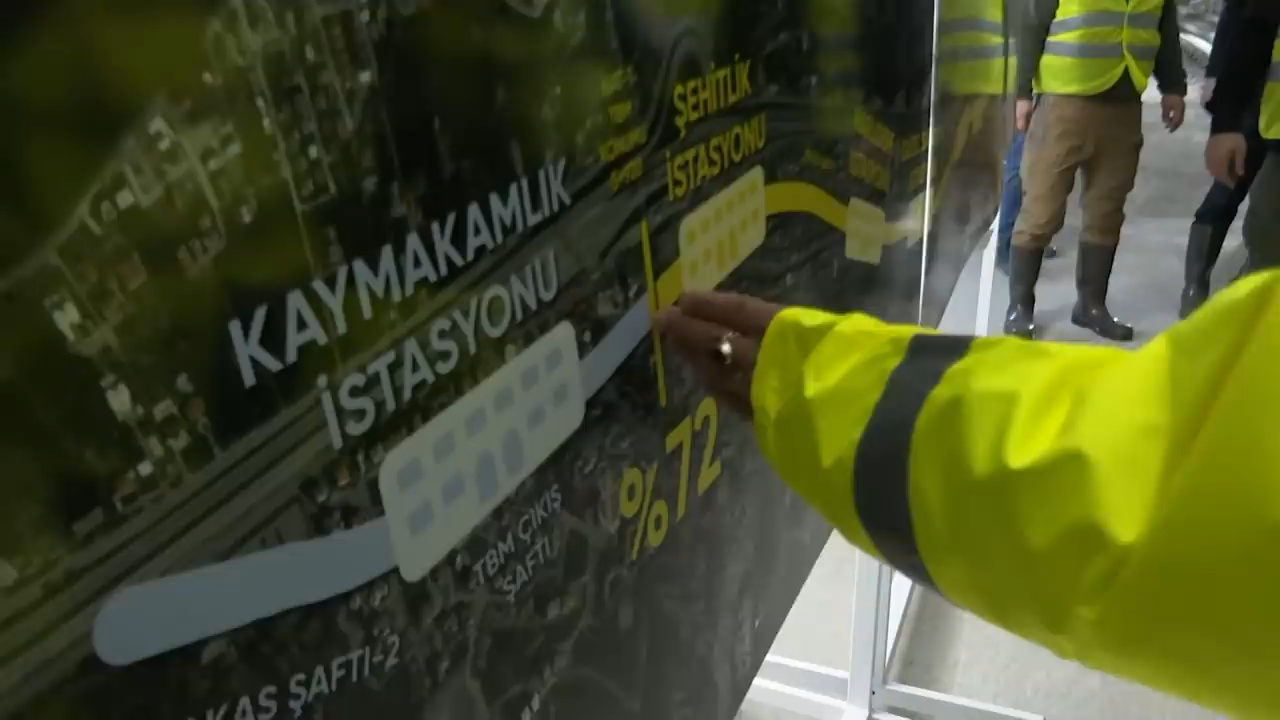 KAYMAKAMLIK
İSTASYONU
ŞEHİTLİK
İSTASYONU
%72
TBM ÇIKIŞ
ŞAFTI
KAS ŞAFTI-2